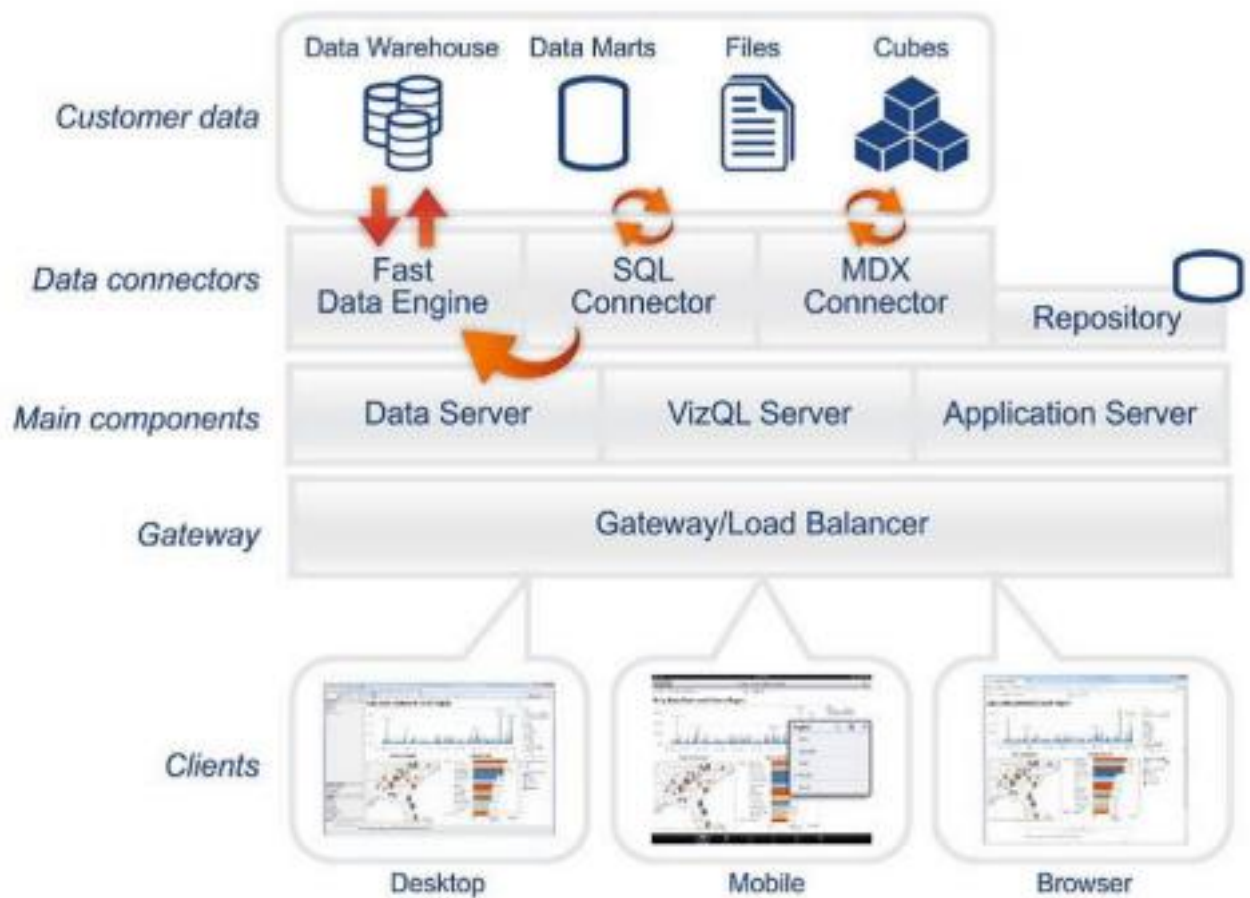 Data Warehouse
Data Marts
Files
Cubes
Customer data
Data connectors
Fast
Data Engine
SQL
Connector
MDX
Connector
Repository
Main components
Data Server
VizQL Server
Application Server
Gateway
Gateway/Load Balancer
Clients
Desktop
Mobile
Browser